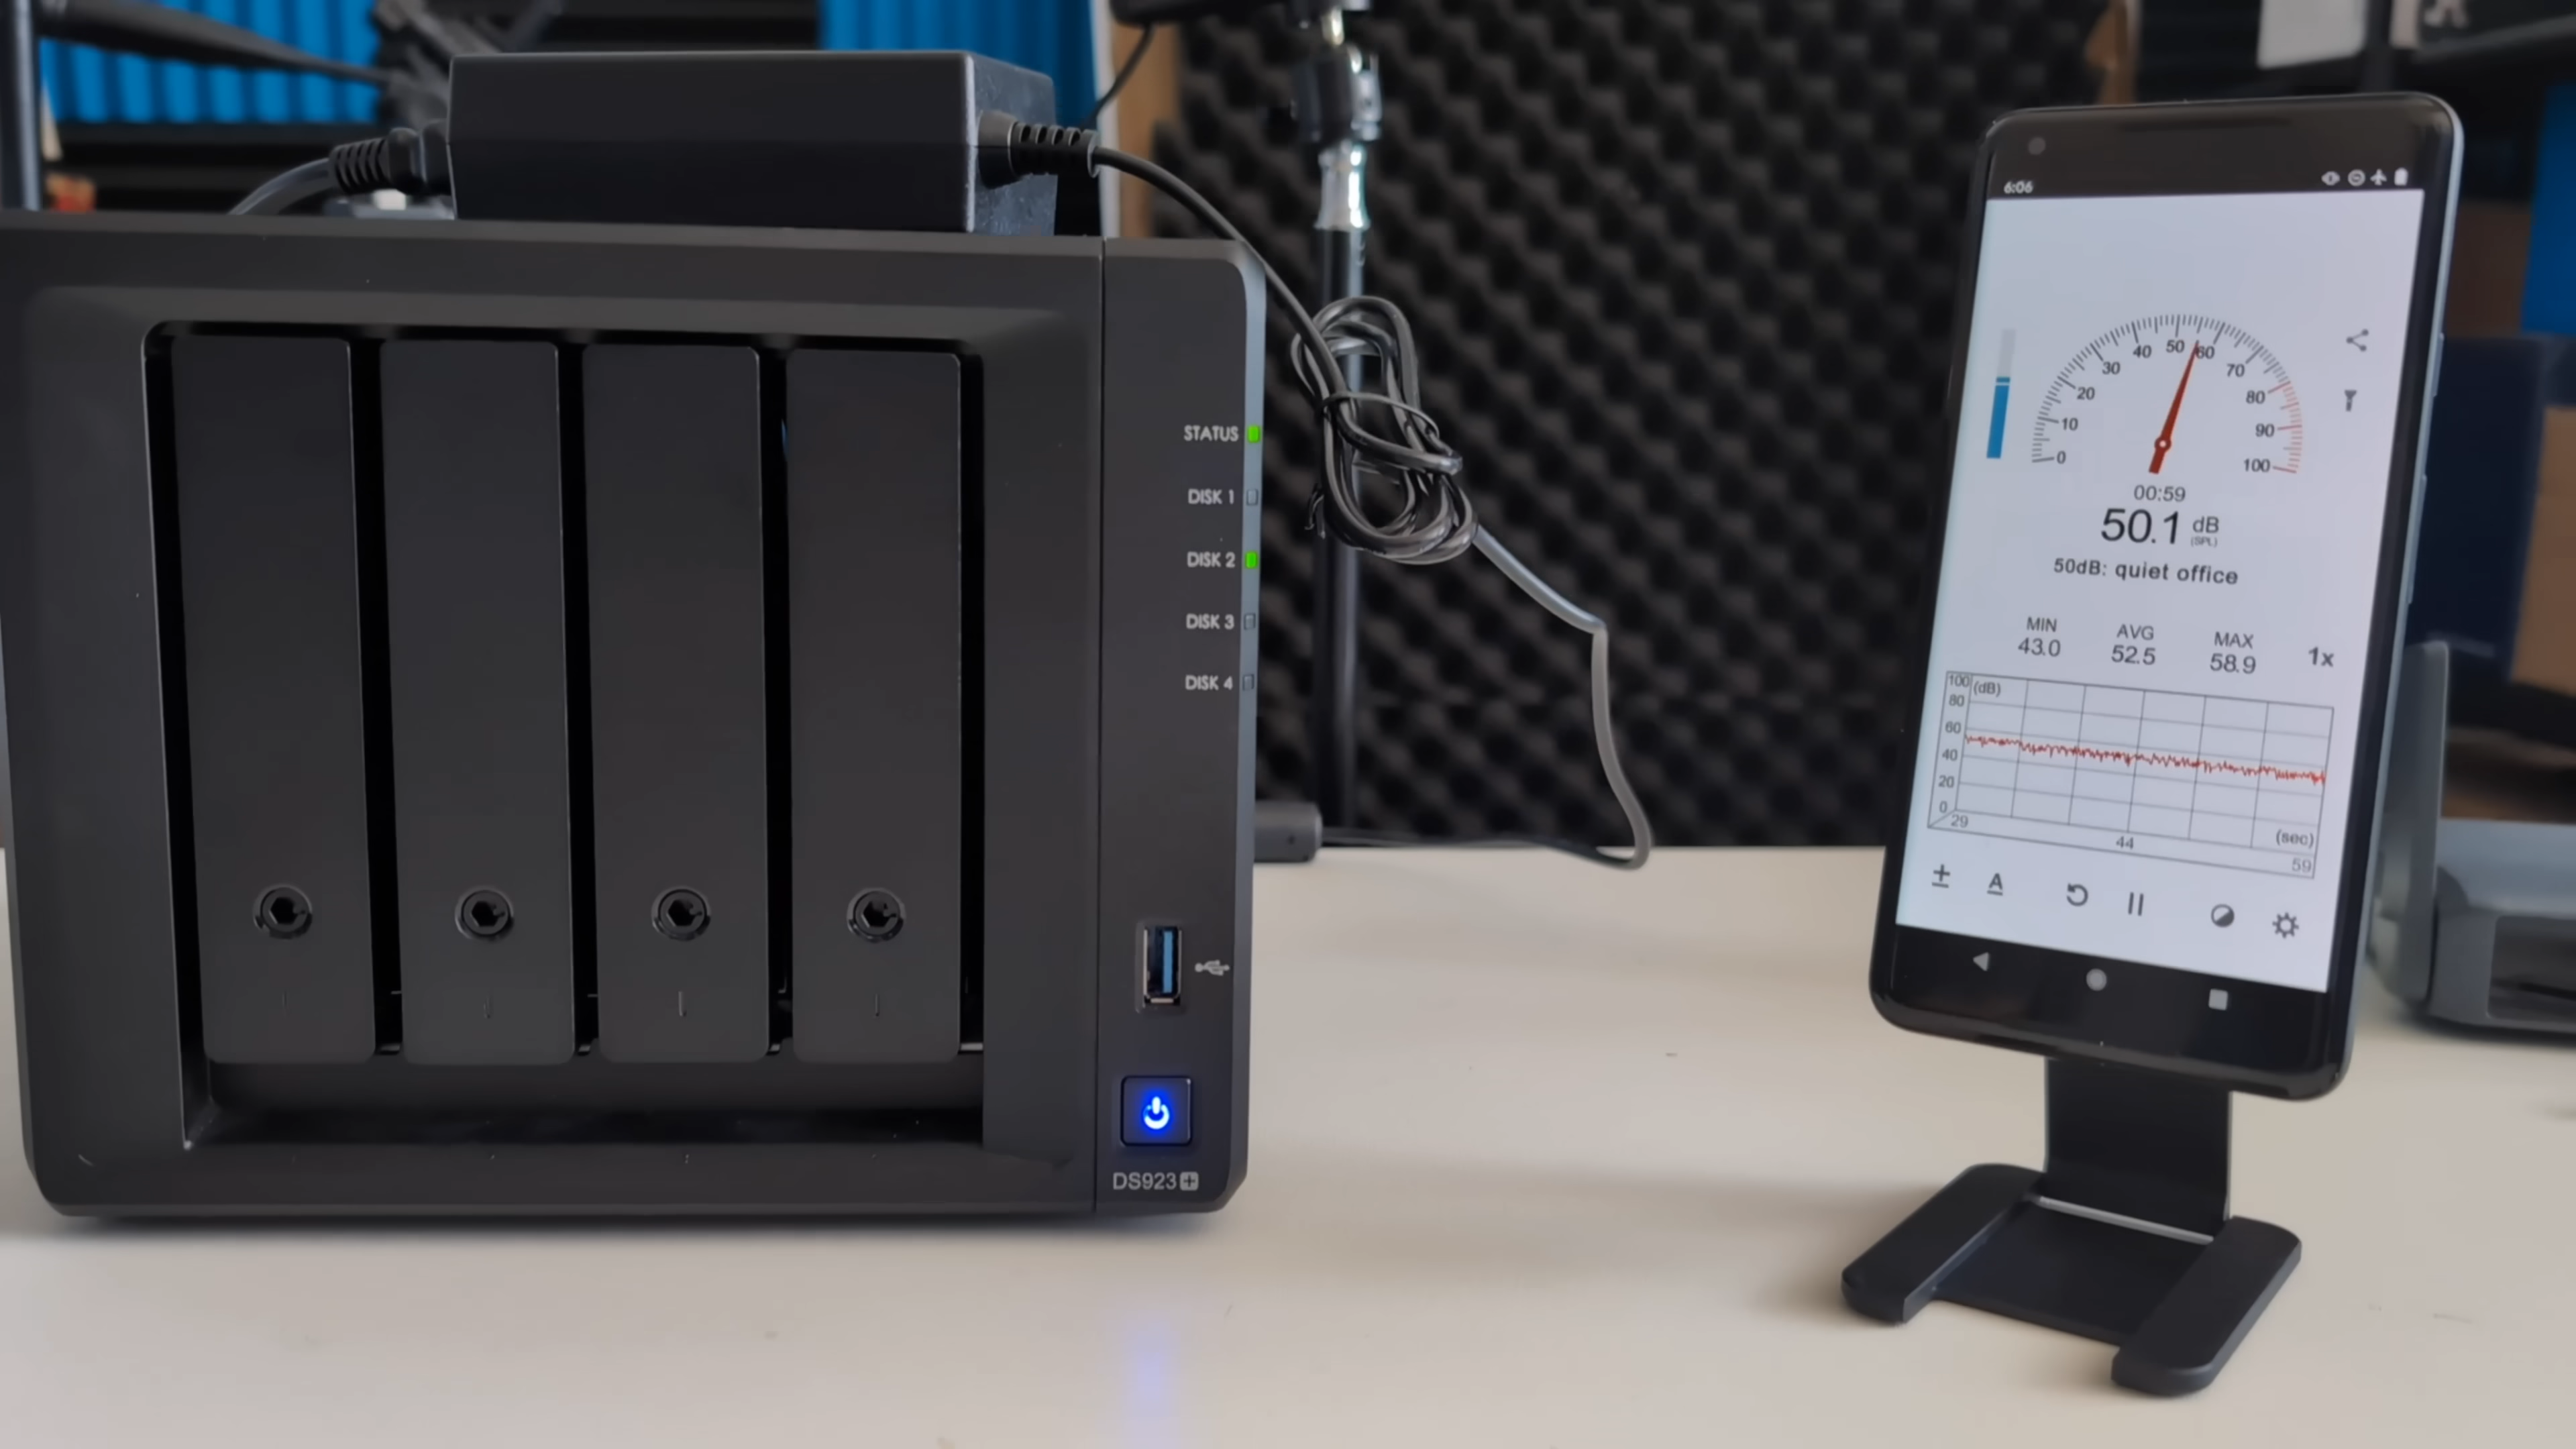 STATUS
DISK 1
DISK 2
DISK 3
DISK 4
DS923+
6:06
0
10
20
30
40
50
60
70
80
90
100
00:59
50.1 dB
(SPL)
50dB: quiet office
MIN AVG MAX
43.0 52.5 58.9 1x
100 (dB)
80
60
40
20
0
29 44 59
(sec)
A